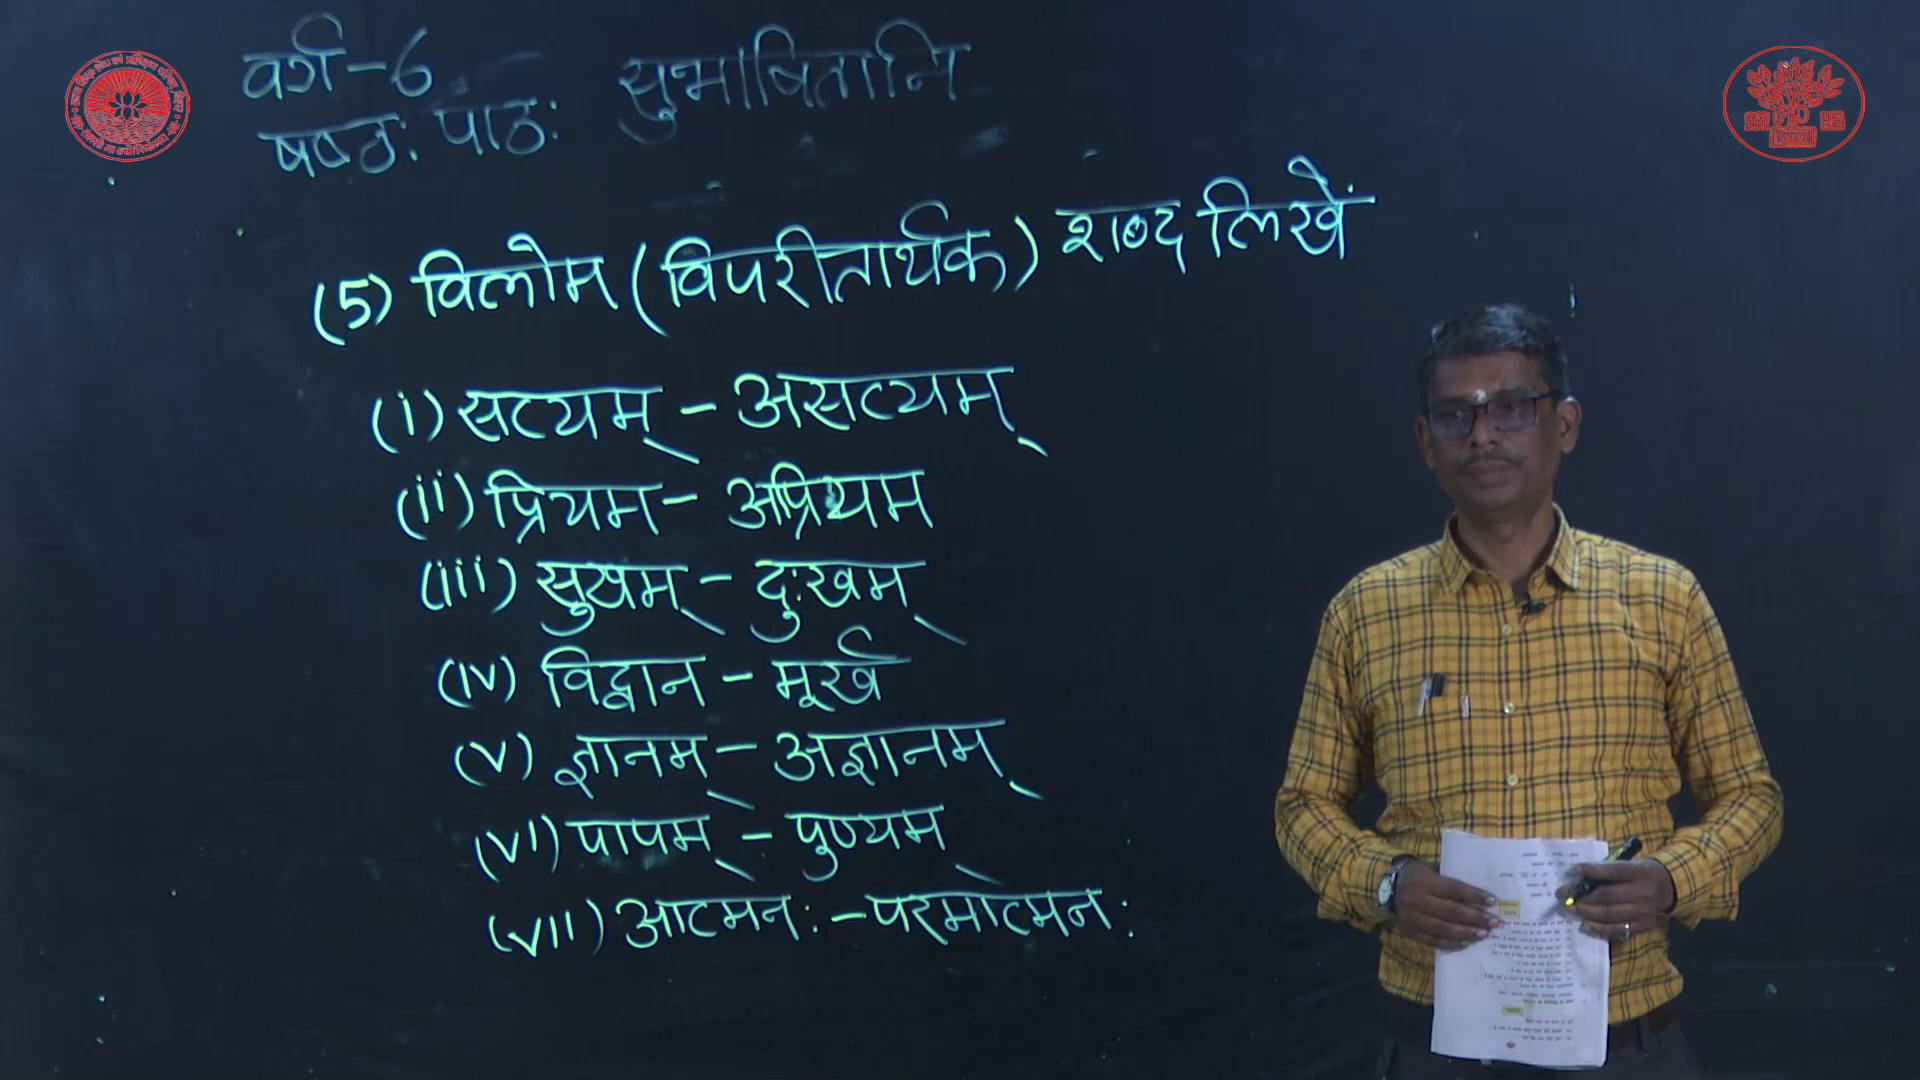 वर्ग-6
षष्ठ: पाठ: सुभाषितानि
(5) विलोम (विपरीतार्थक) शब्द लिखें
(i) सत्यम् - असत्यम्
(ii) प्रियम - अप्रियम
(iii) सुखम् - दु:खम्
(iv) विद्वान - मूर्ख
(v) ज्ञानम् - अज्ञानम्
(vi) पापम् - पुण्यम्
(vii) आत्मन: - परमात्मन: